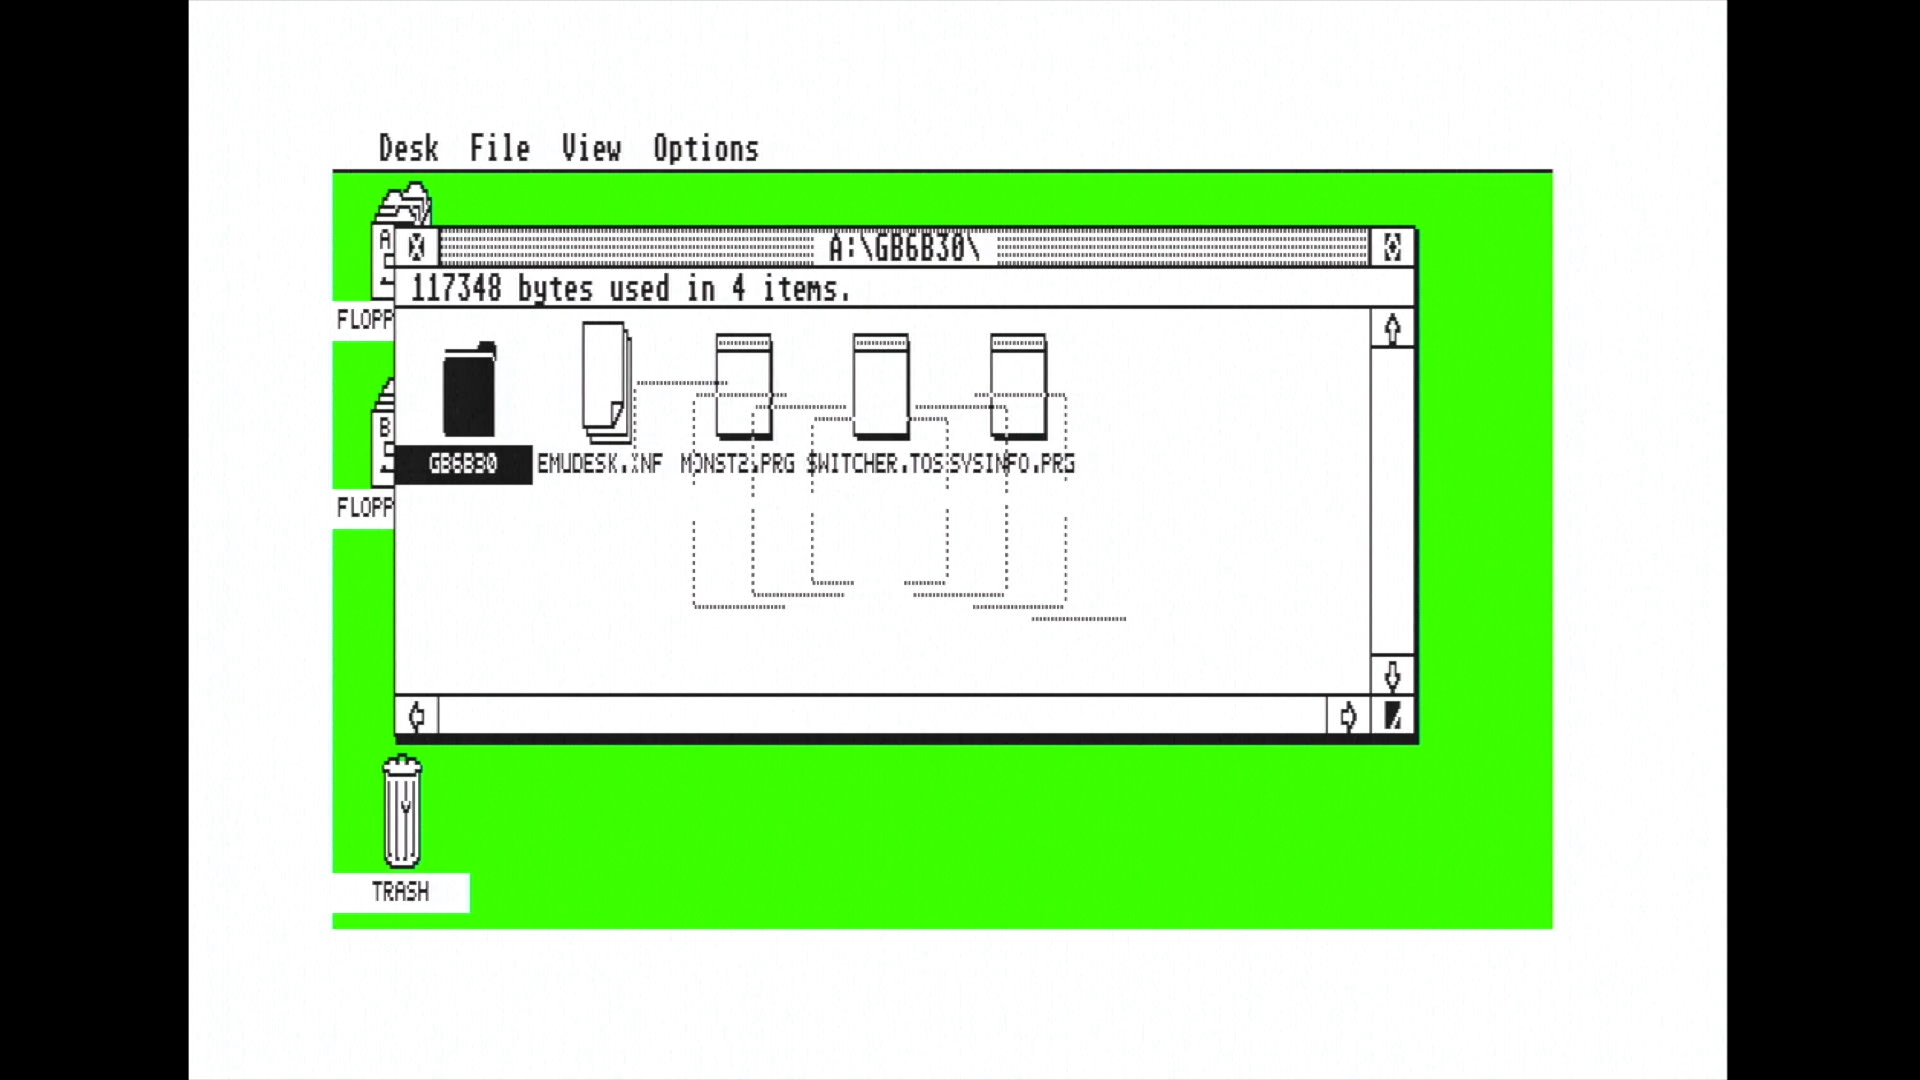 Desk File View Options
A:\GB6B30\
117348 bytes used in 4 items.
A
FLOPP
B
FLOPP
GB6B30 EMUDESK.INF MONST2.PRG SWITCHER.TOS SYSINFO.PRG
TRASH